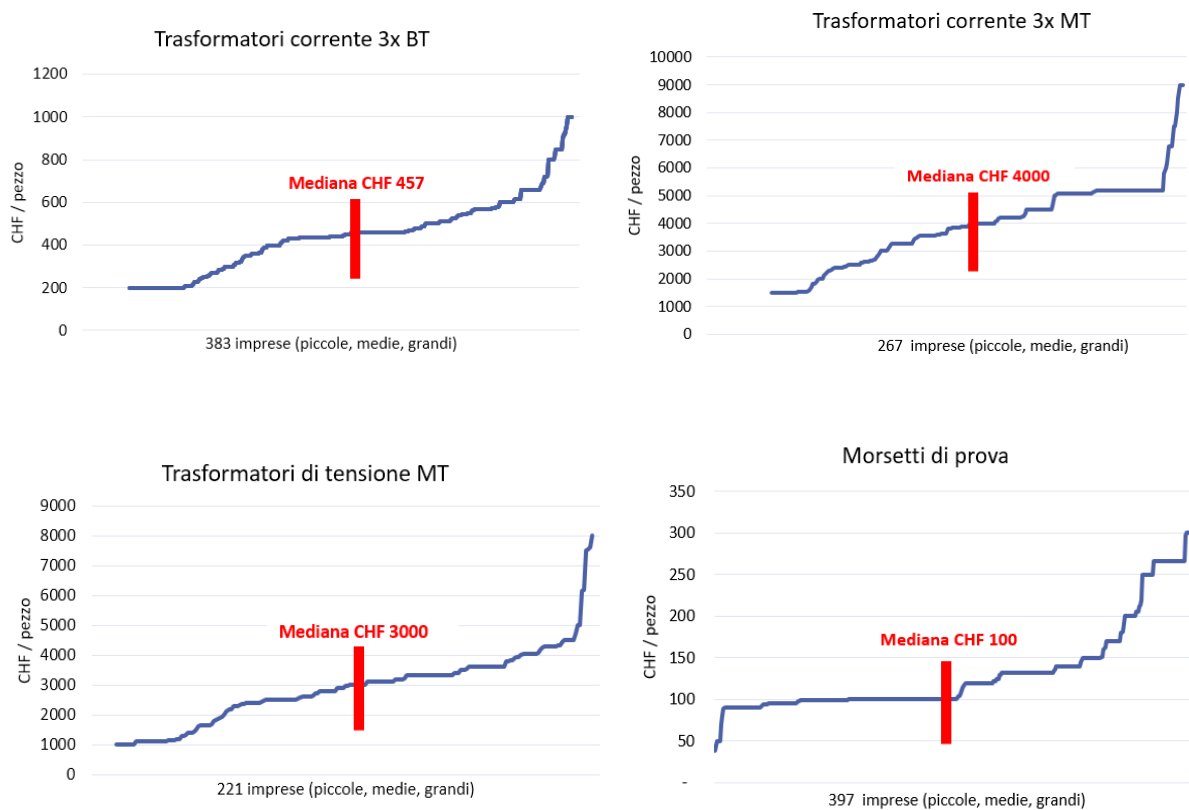 Trasformatori corrente 3x BT
1200
1000
800
600
400
200
0
CHF / pezzo
Mediana CHF 457
383 imprese (piccole, medie, grandi)
Trasformatori corrente 3x MT
10000
9000
8000
7000
6000
5000
4000
3000
2000
1000
0
CHF / pezzo
Mediana CHF 4000
267 imprese (piccole, medie, grandi)
Trasformatori di tensione MT
9000
8000
7000
6000
5000
4000
3000
2000
1000
0
CHF / pezzo
Mediana CHF 3000
221 imprese (piccole, medie, grandi)
Morsetti di prova
350
300
250
200
150
100
50
-
CHF / pezzo
Mediana CHF 100
397 imprese (piccole, medie, grandi)